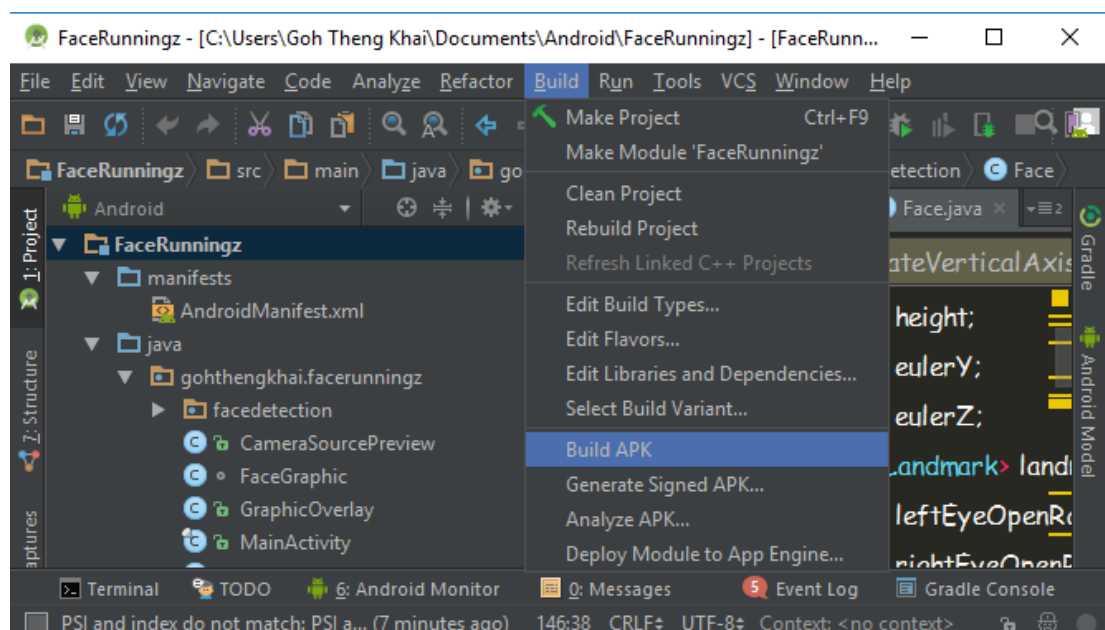 FaceRunningz - [C:\Users\Goh Theng Khai\Documents\Android\FaceRunningz] - [FaceRunn...
File Edit View Navigate Code Analyze Refactor Build Run Tools VCS Window Help
Make Project Ctrl+F9
Make Module 'FaceRunningz'
Clean Project
Rebuild Project
Refresh Linked C++ Projects
Edit Build Types...
Edit Flavors...
Edit Libraries and Dependencies...
Select Build Variant...
Build APK
Generate Signed APK...
Analyze APK...
Deploy Module to App Engine...
FaceRunningz src main java go
etection Face
1: Project
7: Structure
aptures
Android
FaceRunningz
manifests
AndroidManifest.xml
java
gohthengkhai.facerunningz
facedetection
CameraSourcePreview
FaceGraphic
GraphicOverlay
MainActivity
Face.java 2
ateVerticalAxis
height;
eulerY;
eulerZ;
Landmark> land
leftEyeOpenR
Gradle
Android Model
Terminal TODO 6: Android Monitor 0: Messages 5 Event Log Gradle Console
PSI and index do not match: PSI a... (7 minutes ago) 146:38 CRLF UTF-8 Context: <no context>